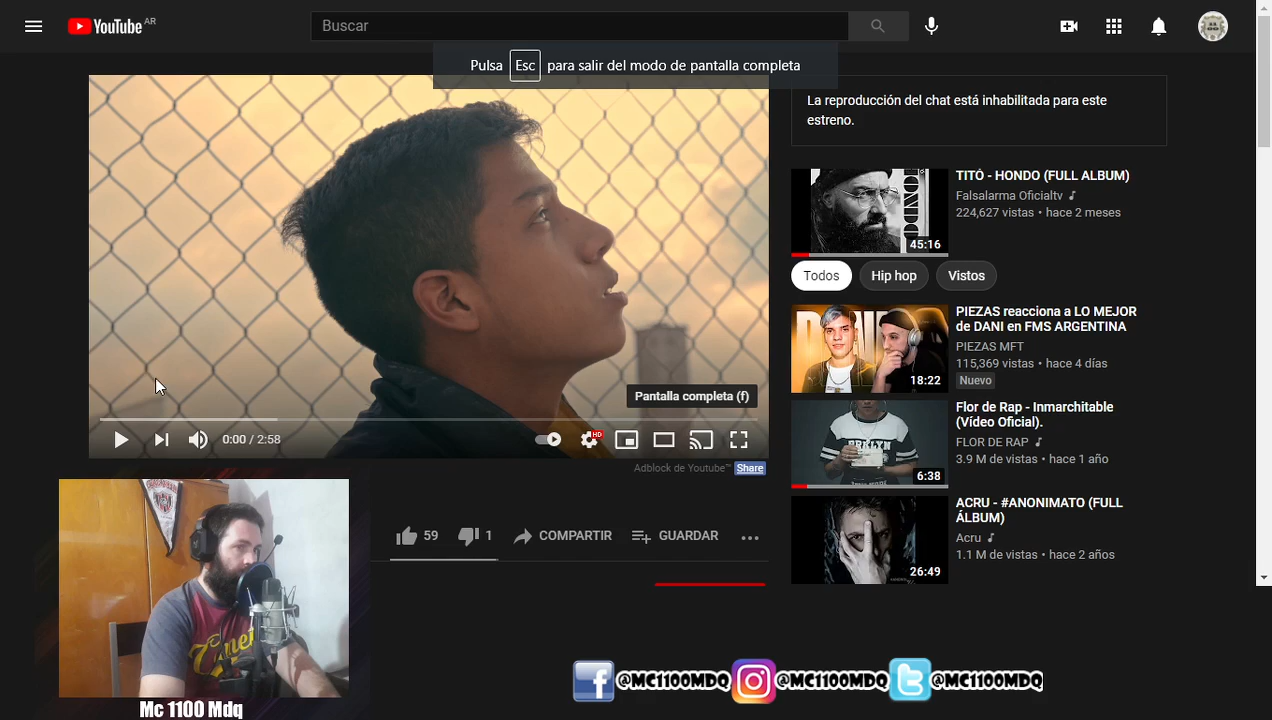 YouTube AR
Buscar
Pulsa Esc para salir del modo de pantalla completa
La reproducción del chat está inhabilitada para este
estreno.
TITÓ - HONDO (FULL ALBUM)
Falsalarma Oficialtv
224,627 vistas • hace 2 meses
45:16
Todos
Hip hop
Vistos
PIEZAS reacciona a LO MEJOR
de DANI en FMS ARGENTINA
PIEZAS MFT
115,369 vistas • hace 4 días
Nuevo
18:22
Flor de Rap - Inmarchitable
(Vídeo Oficial).
FLOR DE RAP
3.9 M de vistas • hace 1 año
6:38
ACRU - #ANONIMATO (FULL
ÁLBUM)
Acru
1.1 M de vistas • hace 2 años
26:49
Pantalla completa (f)
0:00 / 2:58
HD
Adblock de Youtube™ Share
59
1
COMPARTIR
GUARDAR
Mc 1100 Mdq
@MC1100MDQ
@MC1100MDQ
@MC1100MDQ